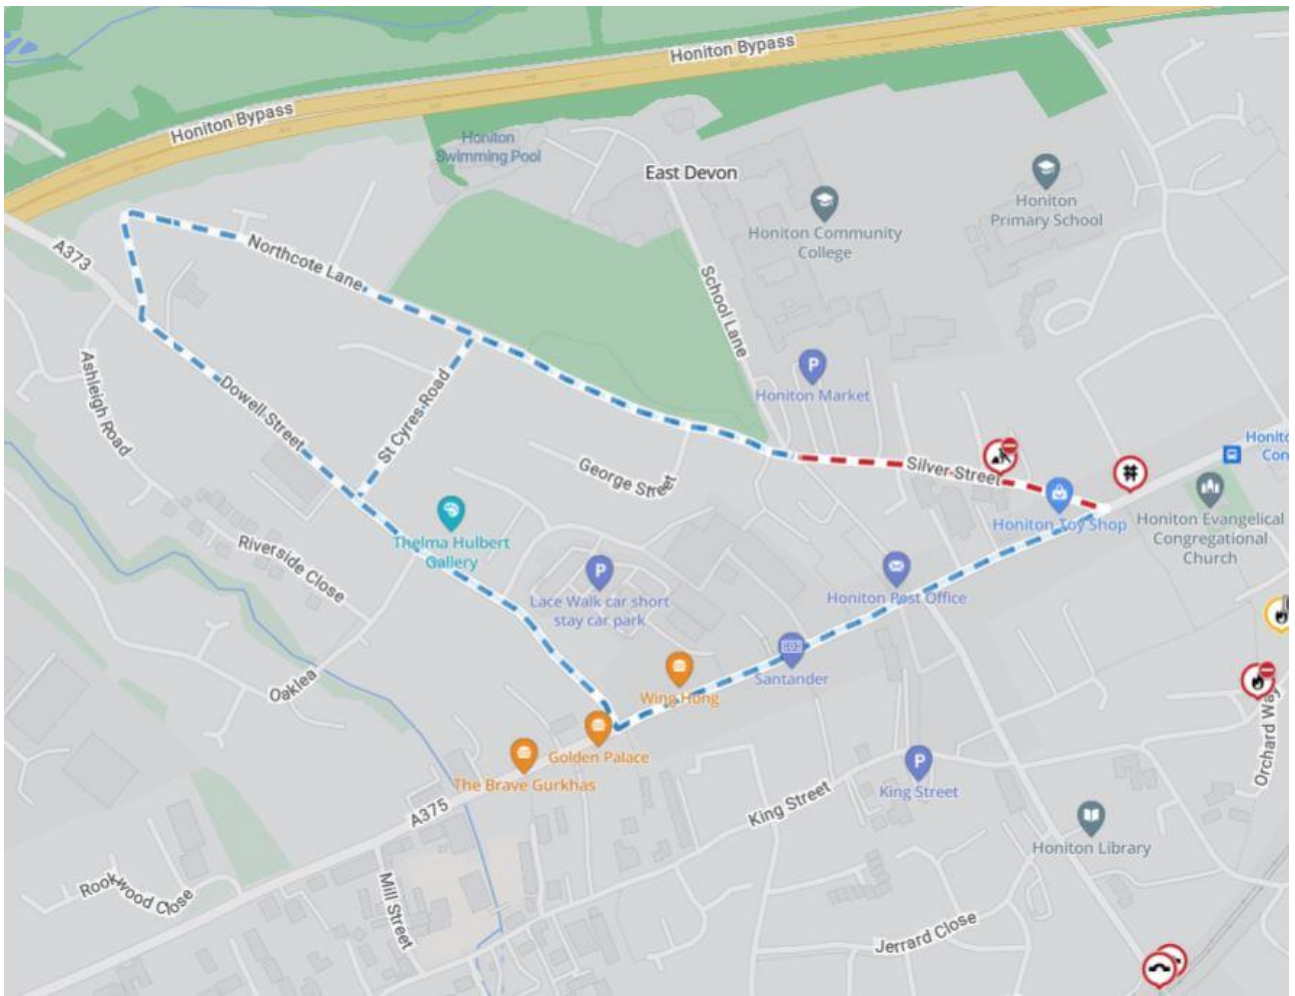 Honiton Bypass
Honiton Bypass
Honiton
Swimming Pool
East Devon
Honiton
Primary School
Honiton Community
College
A373
Northcote Lane
School Lane
Ashleigh Road
Dowell Street
St Cyres Road
Honiton Market
George Street
Silver Street
Honito
Con
Honiton Toy Shop
Honiton Evangelical
Congregational
Church
Thelma Hulbert
Gallery
Riverside Close
P
Lace Walk car short
stay car park
Honiton Post Office
Oaklea
Wing Hong
Santander
Golden Palace
The Brave Gurkhas
A375
King Street
P
King Street
Orchard Way
Honiton Library
Rookwood Close
Mill Street
Jerrard Close
P